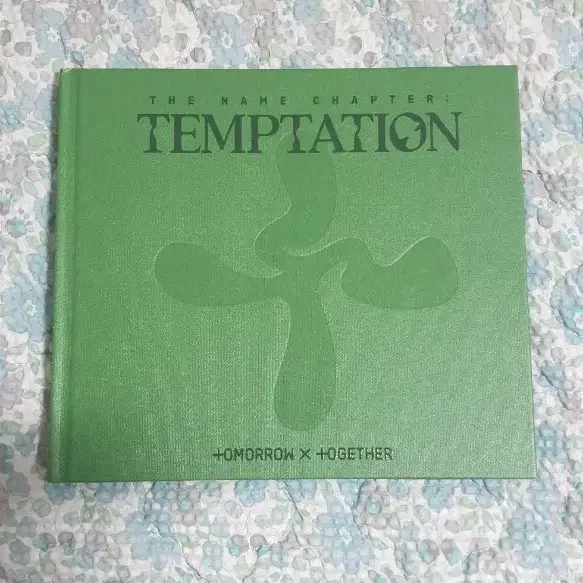 THE NAME CHAPTER:
TEMPTATION
TOMORROW X TOGETHER